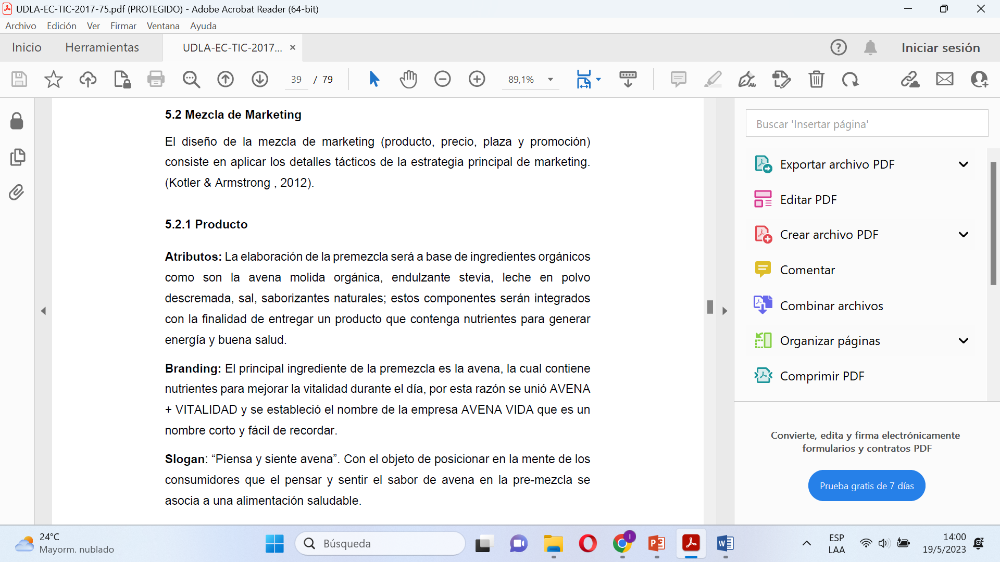 UDLA-EC-TIC-2017-75.pdf (PROTEGIDO) - Adobe Acrobat Reader (64-bit)
Archivo Edición Ver Firmar Ventana Ayuda
Inicio Herramientas UDLA-EC-TIC-2017... × Iniciar sesión
39 / 79 89,1%
5.2 Mezcla de Marketing
El diseño de la mezcla de marketing (producto, precio, plaza y promoción)
consiste en aplicar los detalles tácticos de la estrategia principal de marketing.
(Kotler & Armstrong , 2012).
5.2.1 Producto
Atributos: La elaboración de la premezcla será a base de ingredientes orgánicos
como son la avena molida orgánica, endulzante stevia, leche en polvo
descremada, sal, saborizantes naturales; estos componentes serán integrados
con la finalidad de entregar un producto que contenga nutrientes para generar
energía y buena salud.
Branding: El principal ingrediente de la premezcla es la avena, la cual contiene
nutrientes para mejorar la vitalidad durante el día, por esta razón se unió AVENA
+ VITALIDAD y se estableció el nombre de la empresa AVENA VIDA que es un
nombre corto y fácil de recordar.
Slogan: “Piensa y siente avena”. Con el objeto de posicionar en la mente de los
consumidores que el pensar y sentir el sabor de avena en la pre-mezcla se
asocia a una alimentación saludable.
Buscar 'Insertar página'
Exportar archivo PDF
Editar PDF
Crear archivo PDF
Comentar
Combinar archivos
Organizar páginas
Comprimir PDF
Convierte, edita y firma electrónicamente
formularios y contratos PDF
Prueba gratis de 7 días
24°C
Mayorm. nublado
Búsqueda
ESP
LAA
14:00
19/5/2023